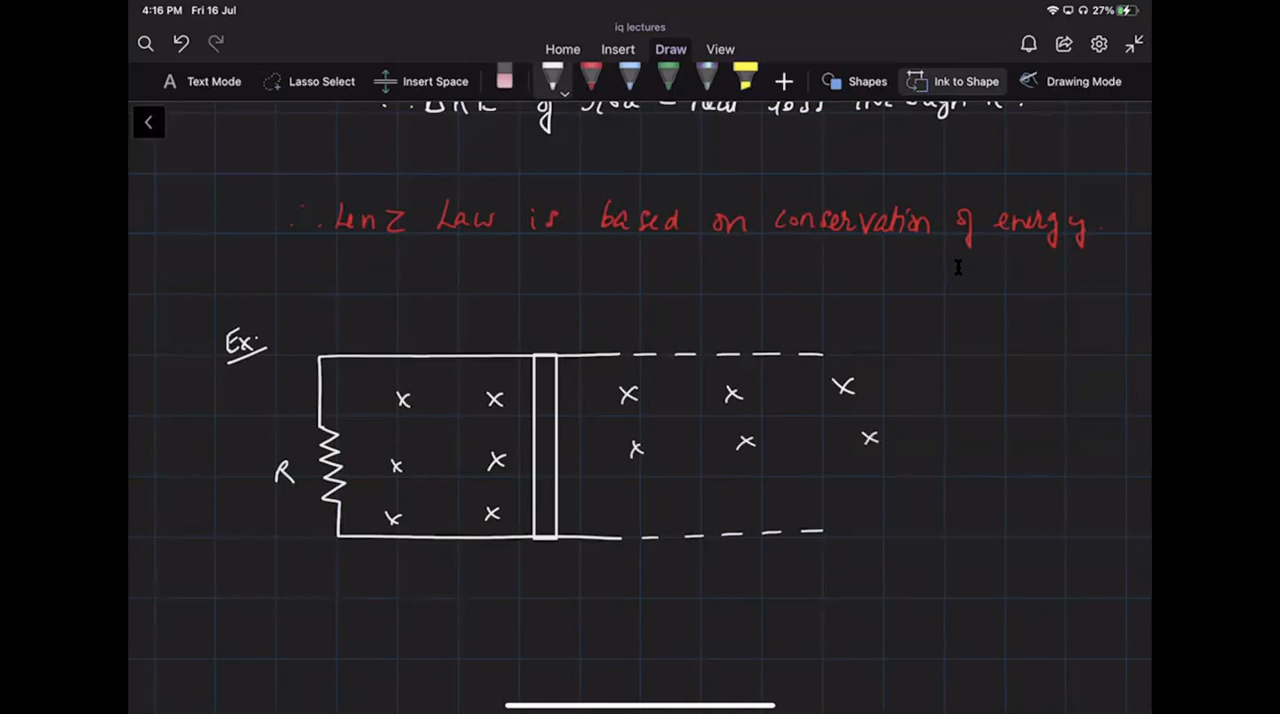 4:16 PM Fri 16 Jul
27%
iq lectures
Home Insert Draw View
Text Mode Lasso Select Insert Space Shapes Ink to Shape Drawing Mode
of
∴ Lenz Law is based on conservation of energy.
Ex:
x x x x x
x x x x x
x x
R